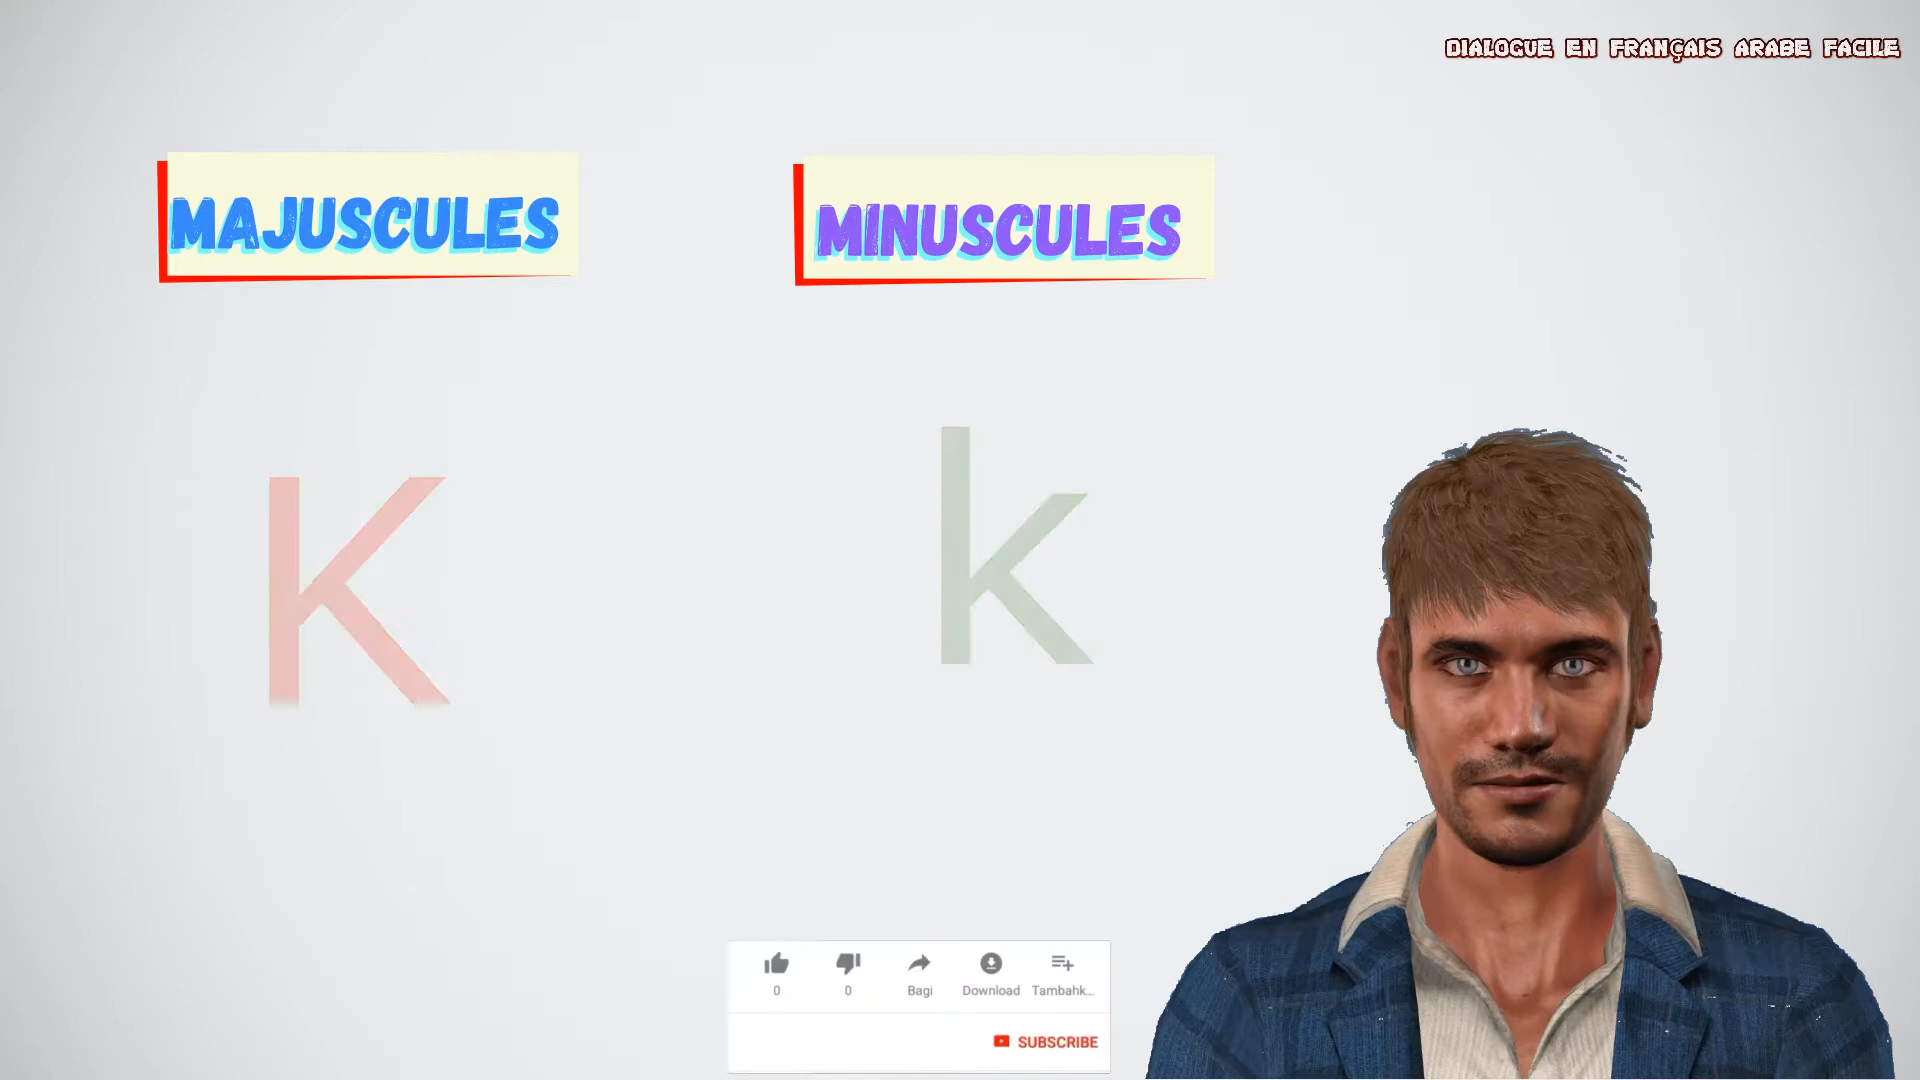 DIALOGUE EN FRANÇAIS ARABE FACILE
MAJUSCULES
MINUSCULES
K
k
0
0
Bagi
Download
Tambahk...
SUBSCRIBE